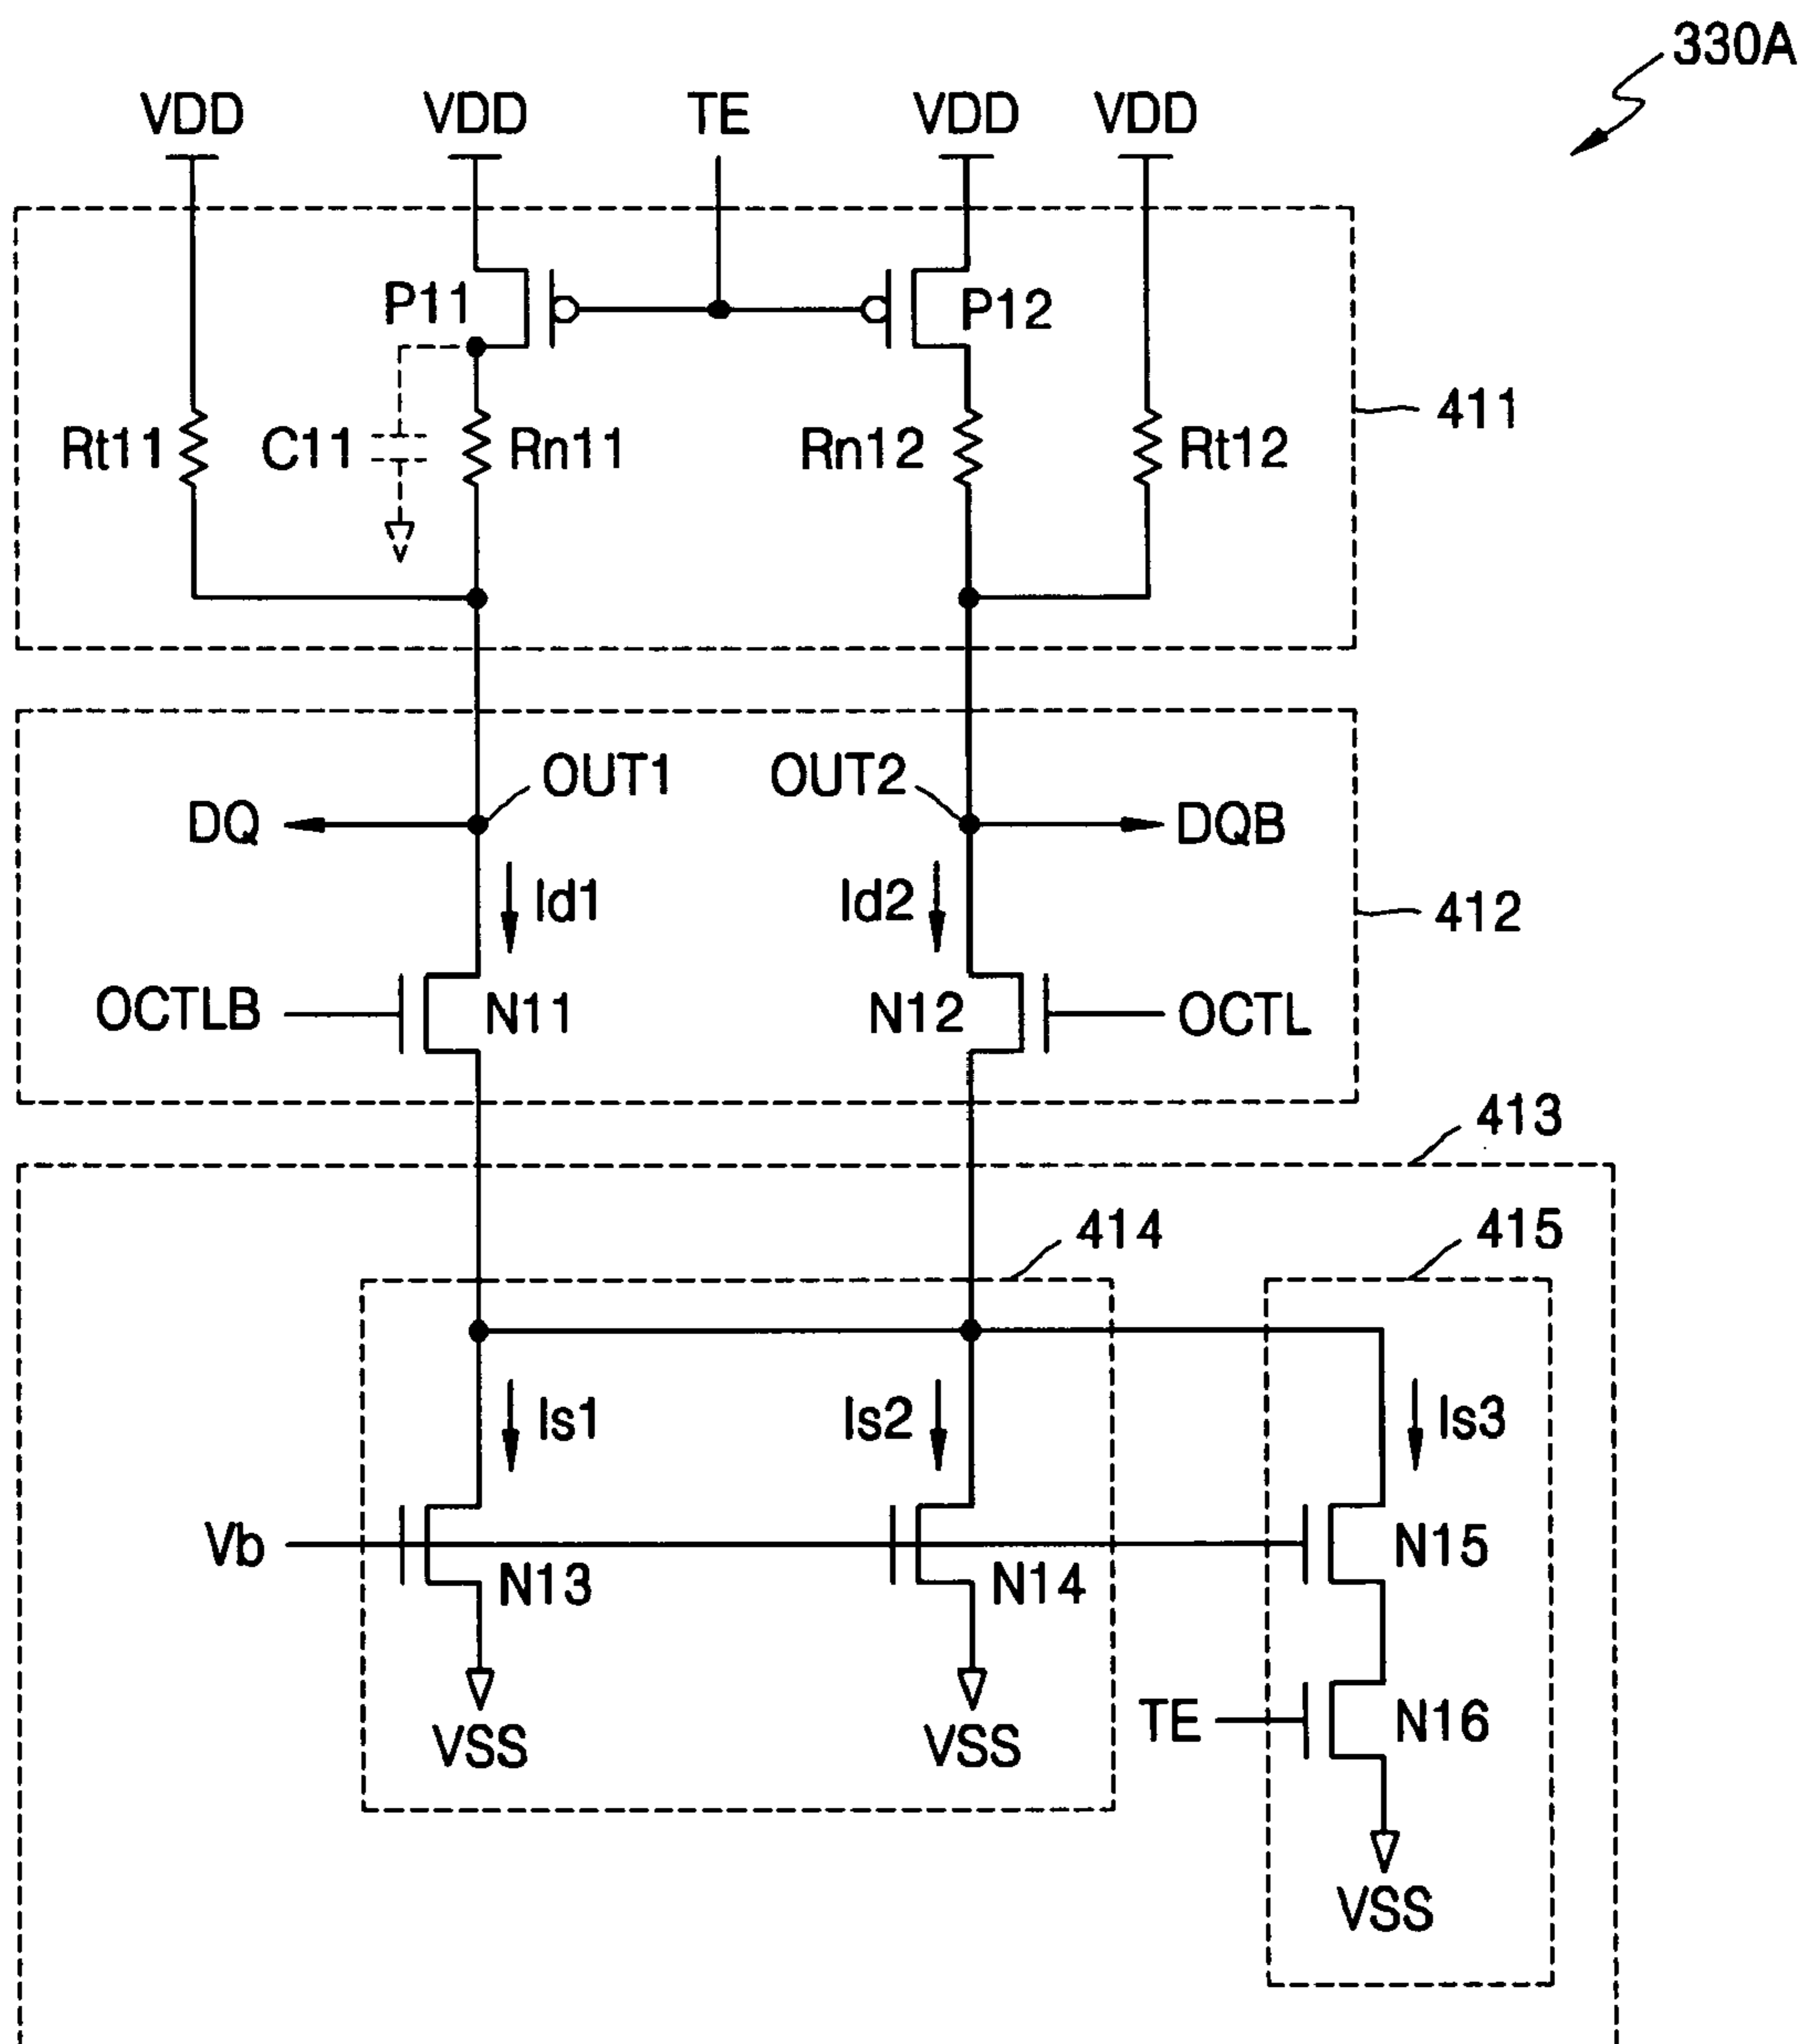 330A
VDD VDD TE VDD VDD
P11 P12
411
Rt11 C11 Rn11 Rn12 Rt12
OUT1 OUT2
DQ DQB
Id1 Id2
412
OCTLB N11 N12 OCTL
413
414 415
Is1 Is2 Is3
Vb N13 N14 N15
TE N16
VSS VSS
VSS